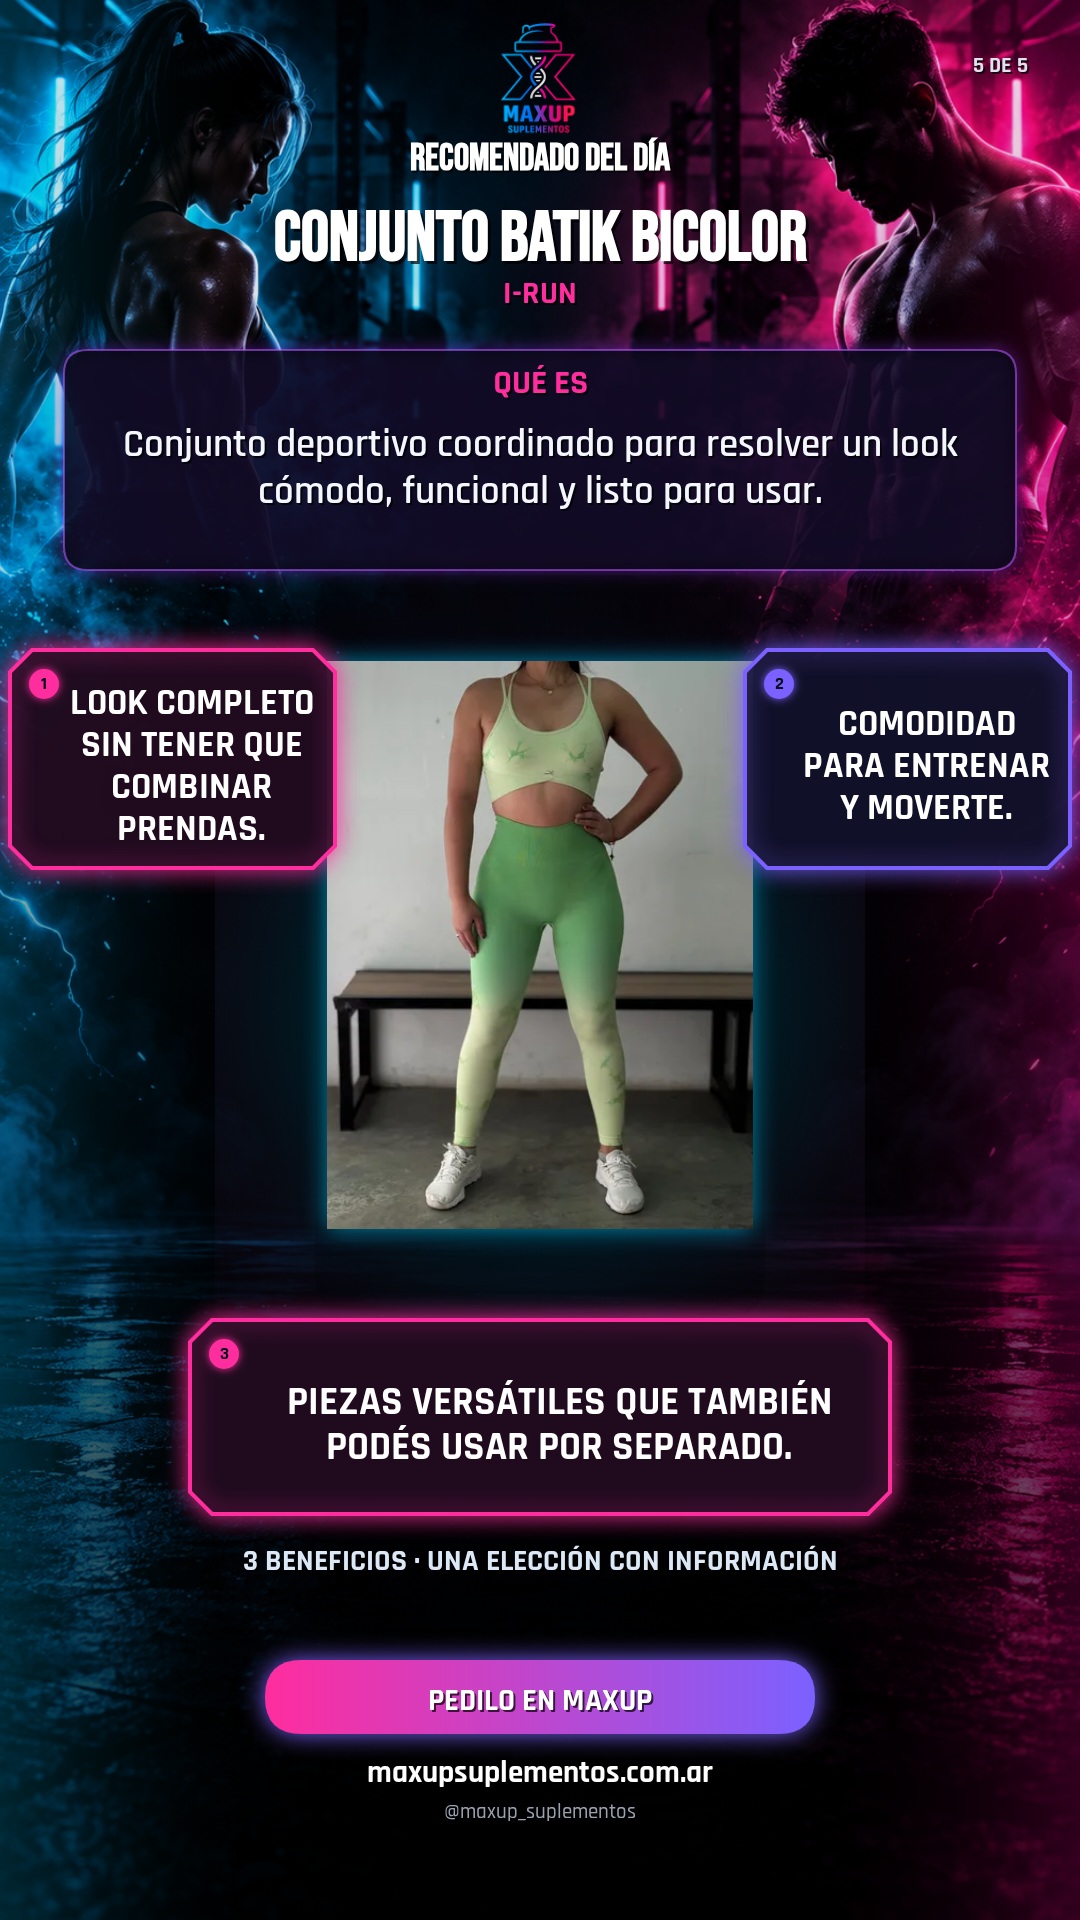 5 DE 5
MAXUP
SUPLEMENTOS
RECOMENDADO DEL DÍA
CONJUNTO BATIK BICOLOR
I-RUN
QUÉ ES
Conjunto deportivo coordinado para resolver un look
cómodo, funcional y listo para usar.
1
LOOK COMPLETO
SIN TENER QUE
COMBINAR
PRENDAS.
2
COMODIDAD
PARA ENTRENAR
Y MOVERTE.
3
PIEZAS VERSÁTILES QUE TAMBIÉN
PODÉS USAR POR SEPARADO.
3 BENEFICIOS · UNA ELECCIÓN CON INFORMACIÓN
PEDILO EN MAXUP
maxupsuplementos.com.ar
@maxup_suplementos